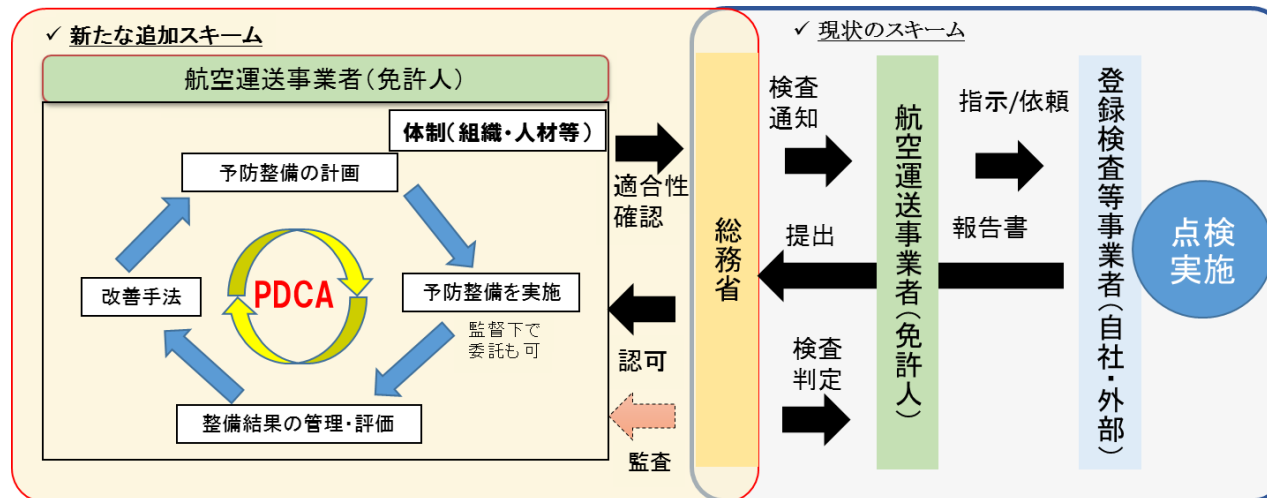 ✓ 新たな追加スキーム
航空運送事業者(免許人)
体制(組織・人材等)
予防整備の計画
予防整備を実施
監督下で
委託も可
整備結果の管理・評価
改善手法
PDCA
適合性
確認
認可
監査
総務省
✓ 現状のスキーム
検査
通知
提出
検査
判定
航空運送事業者(免許人)
指示/依頼
報告書
登録検査等事業者(自社・外部)
点検
実施